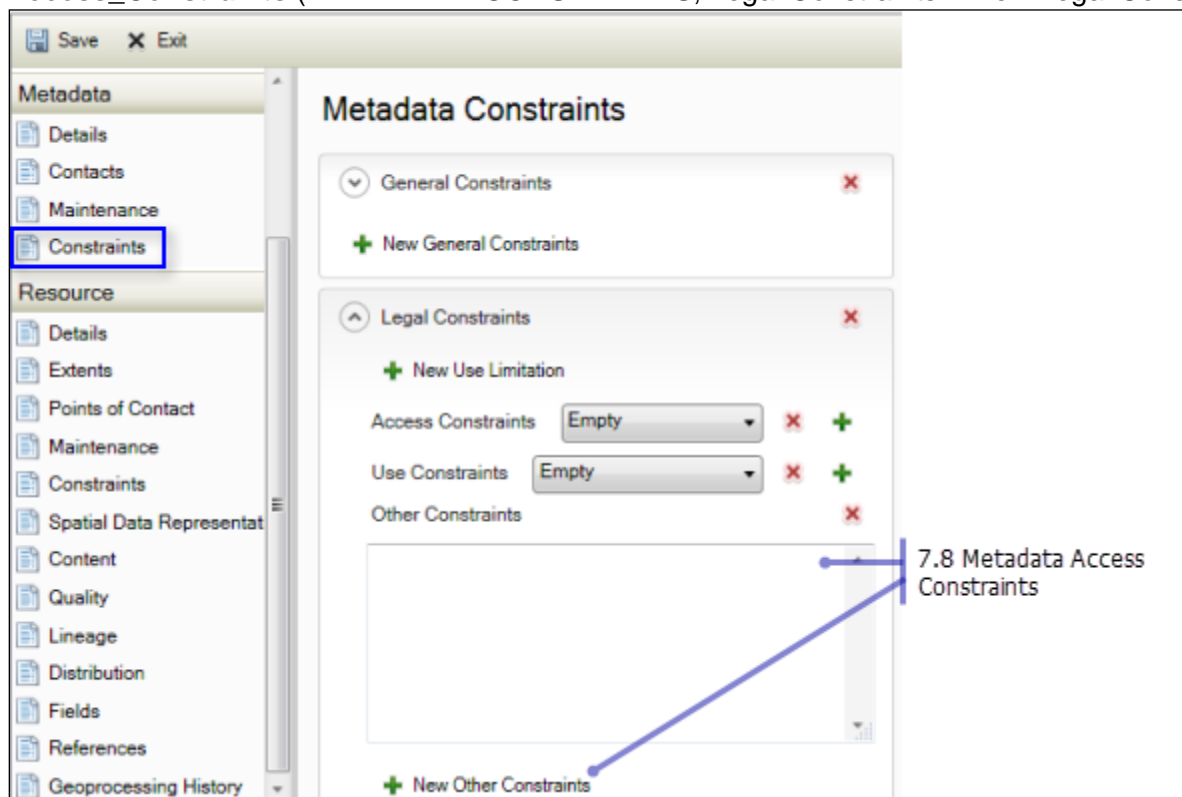 Save Exit
Metadata
Details
Contacts
Maintenance
Constraints
Resource
Details
Extents
Points of Contact
Maintenance
Constraints
Spatial Data Representat
Content
Quality
Lineage
Distribution
Fields
References
Geoprocessing History
Metadata Constraints
General Constraints
New General Constraints
Legal Constraints
New Use Limitation
Access Constraints Empty
Use Constraints Empty
Other Constraints
New Other Constraints
7.8 Metadata Access
Constraints